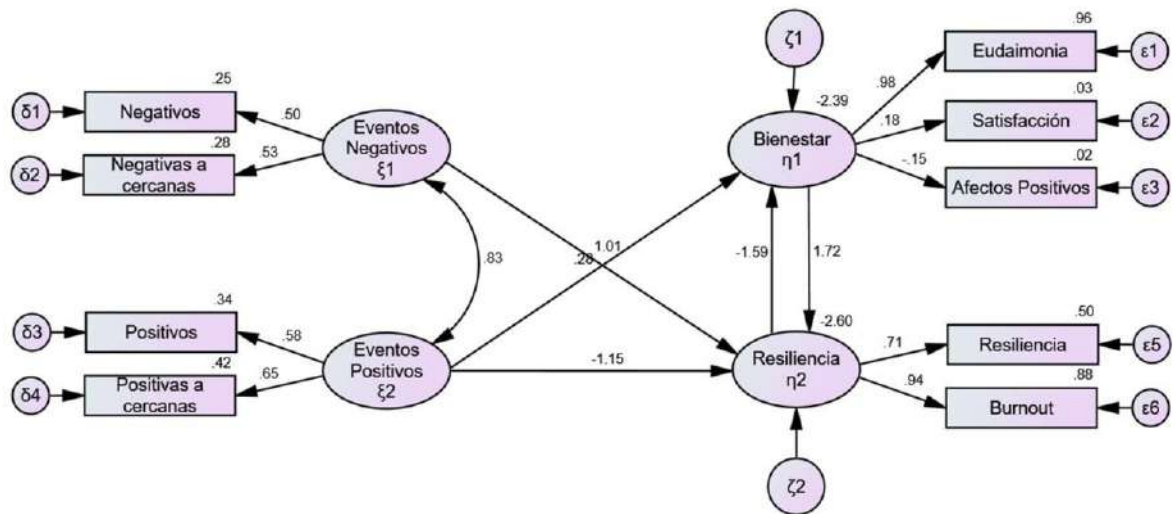 ζ1
.96
Eudaimonia
ε1
.25
δ1
Negativos
.50
.98
-2.39
.03
.28
Eventos
Negativos
ξ1
Bienestar
η1
.18
Satisfacción
ε2
δ2
Negativas a
cercanas
.53
.02
-.15
Afectos Positivos
ε3
1.01
.28
.83
-1.59
1.72
.34
δ3
Positivos
.58
-2.60
.50
.71
Resiliencia
ε5
.42
Eventos
Positivos
ξ2
-1.15
Resiliencia
η2
.88
δ4
Positivas a
cercanas
.65
.94
Burnout
ε6
ζ2